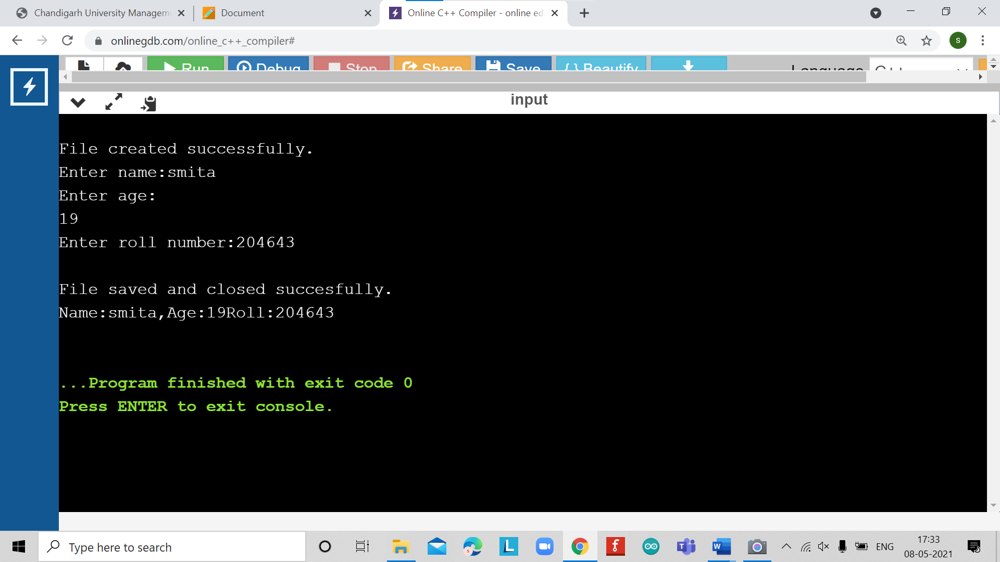 Chandigarh University Managem
Document
Online C++ Compiler - online ed
onlinegdb.com/online_c++_compiler#
S
Run
Debug
Stop
Share
Save
{ } Beautify
Language
C++
input
File created successfully.
Enter name:smita
Enter age:
19
Enter roll number:204643
File saved and closed succesfully.
Name:smita,Age:19Roll:204643
...Program finished with exit code 0
Press ENTER to exit console.
Type here to search
ENG
17:33
08-05-2021